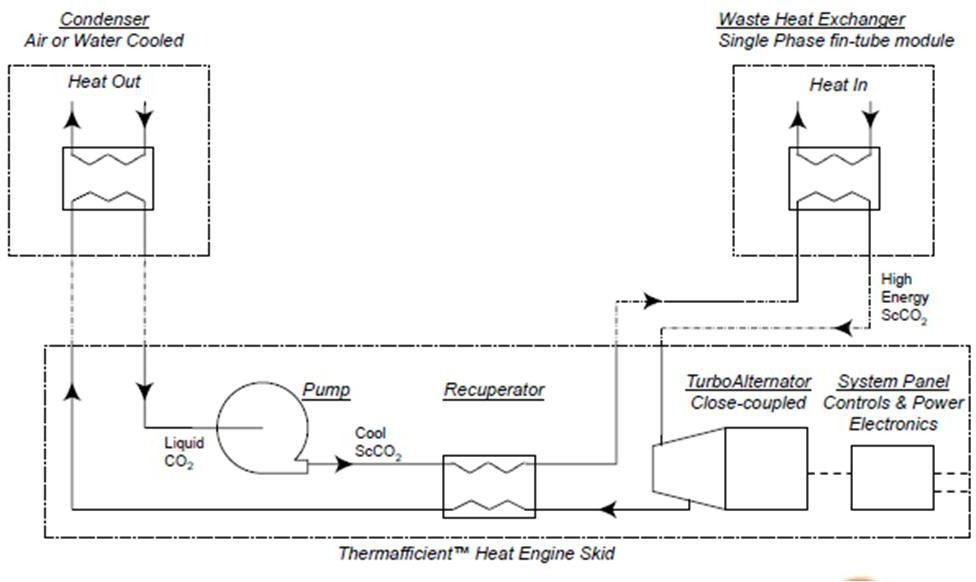 Condenser
Air or Water Cooled
Heat Out
Waste Heat Exchanger
Single Phase fin-tube module
Heat In
High
Energy
ScCO₂
Pump
Recuperator
TurboAlternator
Close-coupled
System Panel
Controls & Power
Electronics
Liquid
CO₂
Cool
ScCO₂
Thermafficient™ Heat Engine Skid